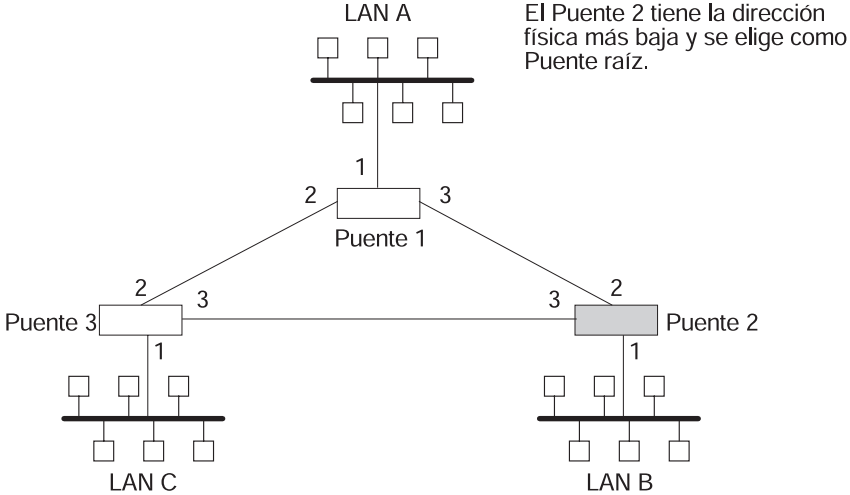 LAN A
El Puente 2 tiene la dirección
física más baja y se elige como
Puente raíz.
1
2
3
Puente 1
2
3
3
2
Puente 3
Puente 2
1
1
LAN C
LAN B